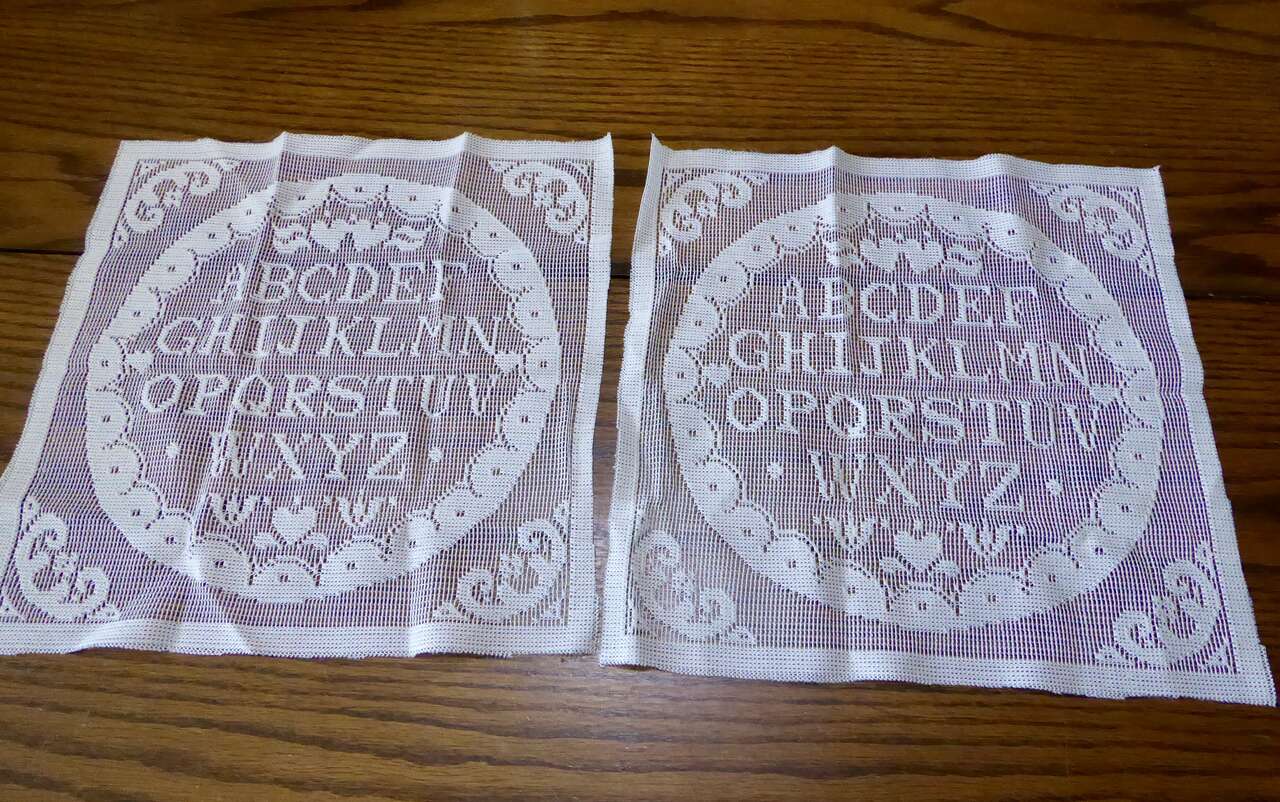 ABCDEF
GHIJKLMN
OPQRSTUV
WXYZ
ABCDEF
GHIJKLMN
OPQRSTUV
WXYZ